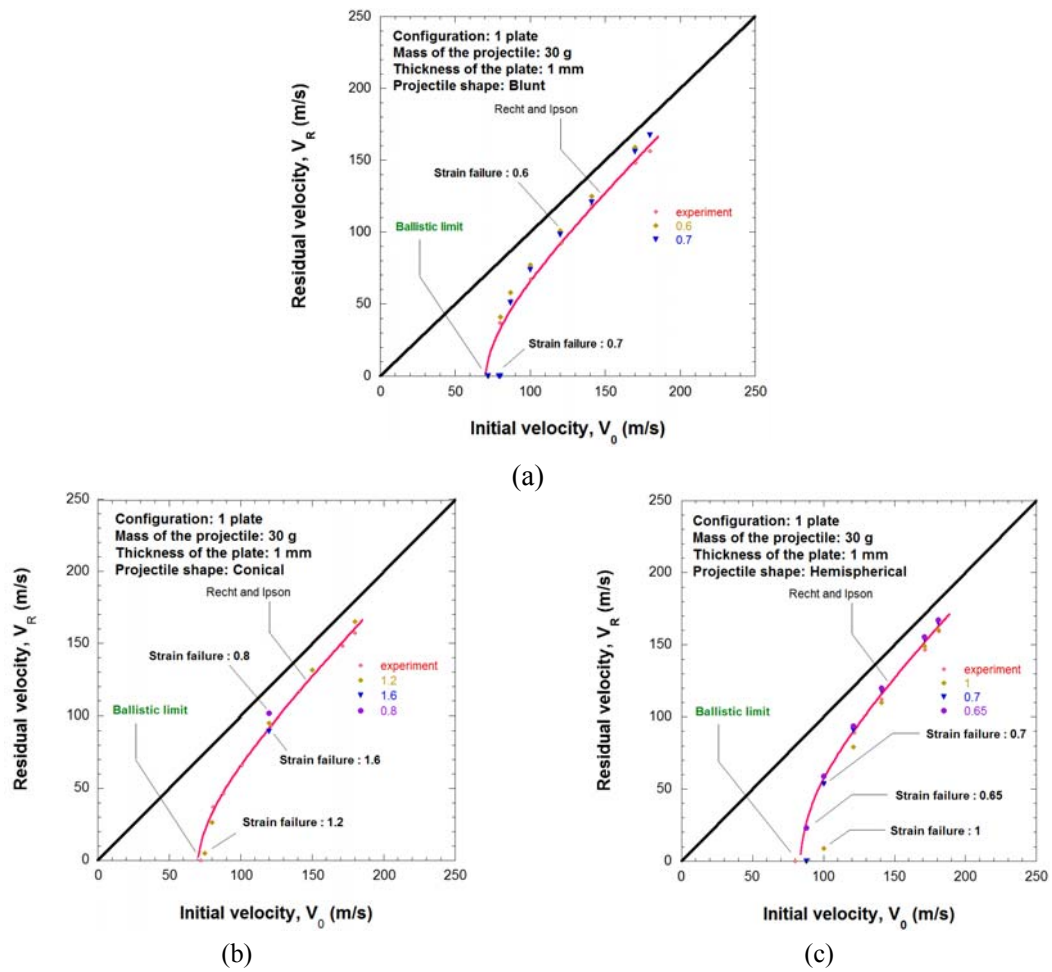 Configuration: 1 plate
Mass of the projectile: 30 g
Thickness of the plate: 1 mm
Projectile shape: Blunt
Recht and Ipson
Strain failure : 0.6
Ballistic limit
experiment
0.6
0.7
Strain failure : 0.7
250
200
150
100
50
0
Residual velocity, V_R (m/s)
0 50 100 150 200 250
Initial velocity, V_0 (m/s)
(a)
Configuration: 1 plate
Mass of the projectile: 30 g
Thickness of the plate: 1 mm
Projectile shape: Conical
Recht and Ipson
Strain failure : 0.8
experiment
1.2
1.6
0.8
Ballistic limit
Strain failure : 1.6
Strain failure : 1.2
250
200
150
100
50
0
Residual velocity, V_R (m/s)
0 50 100 150 200 250
Initial velocity, V_0 (m/s)
(b)
Configuration: 1 plate
Mass of the projectile: 30 g
Thickness of the plate: 1 mm
Projectile shape: Hemispherical
Recht and Ipson
experiment
1
0.7
0.65
Ballistic limit
Strain failure : 0.7
Strain failure : 0.65
Strain failure : 1
250
200
150
100
50
0
Residual velocity, V_R (m/s)
0 50 100 150 200 250
Initial velocity, V_0 (m/s)
(c)